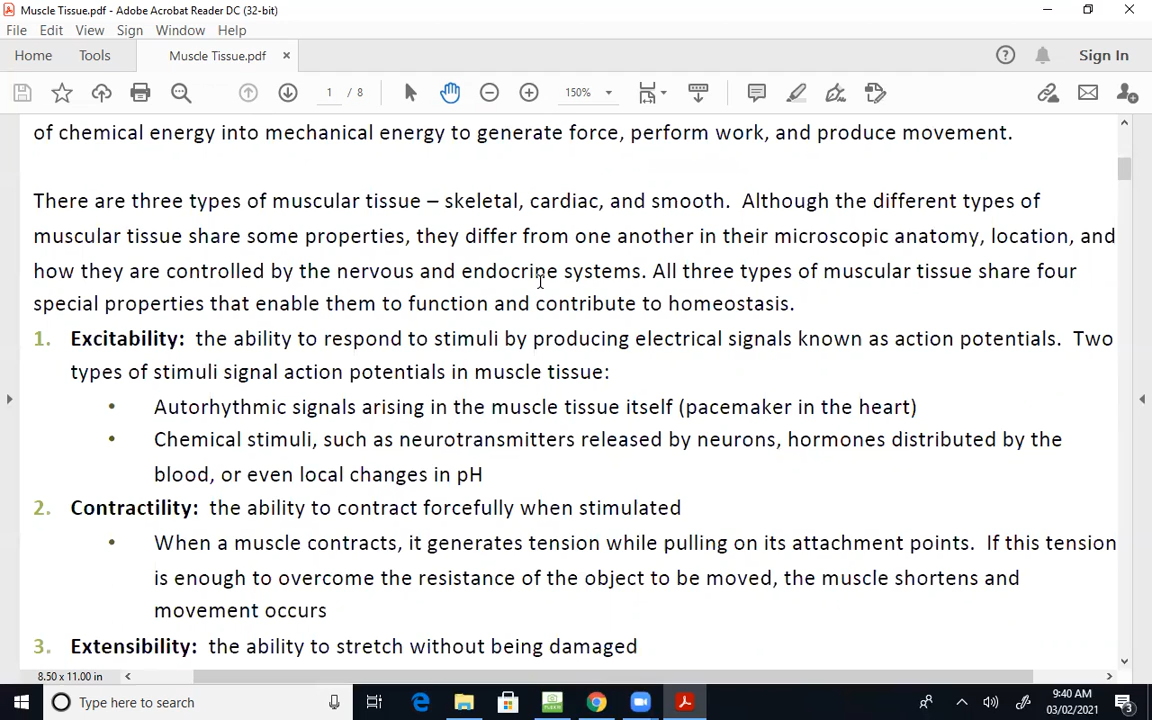 Muscle Tissue.pdf - Adobe Acrobat Reader DC (32-bit)
File Edit View Sign Window Help
Home Tools Muscle Tissue.pdf × Sign In
1 / 8 150%
of chemical energy into mechanical energy to generate force, perform work, and produce movement.
There are three types of muscular tissue – skeletal, cardiac, and smooth. Although the different types of
muscular tissue share some properties, they differ from one another in their microscopic anatomy, location, and
how they are controlled by the nervous and endocrine systems. All three types of muscular tissue share four
special properties that enable them to function and contribute to homeostasis.
1. Excitability: the ability to respond to stimuli by producing electrical signals known as action potentials. Two
types of stimuli signal action potentials in muscle tissue:
• Autorhythmic signals arising in the muscle tissue itself (pacemaker in the heart)
• Chemical stimuli, such as neurotransmitters released by neurons, hormones distributed by the
blood, or even local changes in pH
2. Contractility: the ability to contract forcefully when stimulated
• When a muscle contracts, it generates tension while pulling on its attachment points. If this tension
is enough to overcome the resistance of the object to be moved, the muscle shortens and
movement occurs
3. Extensibility: the ability to stretch without being damaged
8.50 x 11.00 in
Type here to search
9:40 AM
03/02/2021
3